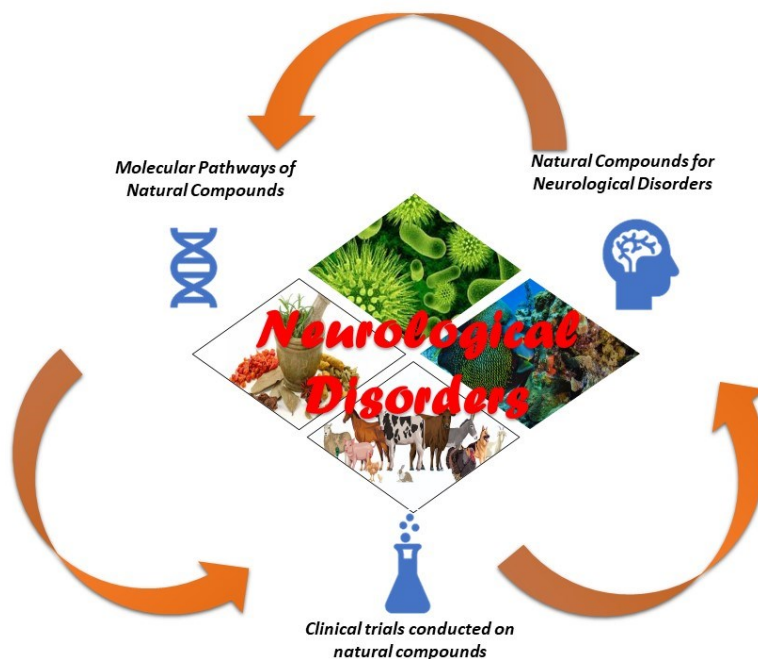 Molecular Pathways of
Natural Compounds
Natural Compounds for
Neurological Disorders
Neurological
Disorders
Clinical trials conducted on
natural compounds